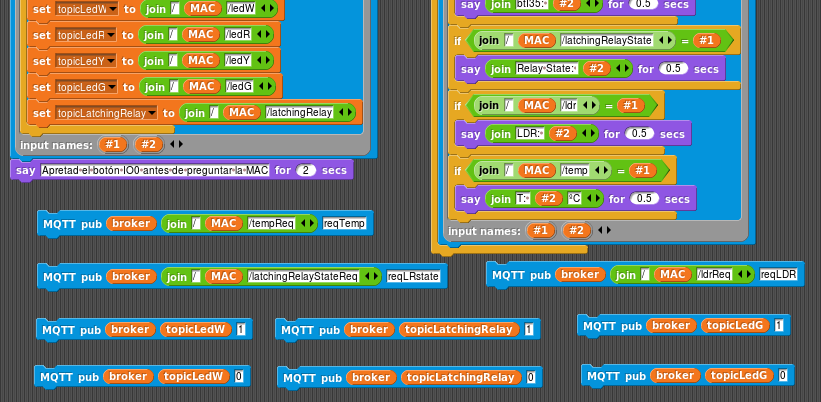 set topicLedW to join / MAC /ledW
set topicLedR to join / MAC /ledR
set topicLedY to join / MAC /ledY
set topicLedG to join / MAC /ledG
set topicLatchingRelay to join / MAC /latchingRelay
input names: #1 #2
say Apretad el botón IO0 antes de preguntar la MAC for 2 secs
say join btI35: #2 for 0.5 secs
if join / MAC /latchingRelayState = #1
say join Relay State: #2 for 0.5 secs
if join / MAC /ldr = #1
say join LDR: #2 for 0.5 secs
if join / MAC /temp = #1
say join T: #2 ºC for 0.5 secs
input names: #1 #2
MQTT pub broker join / MAC /tempReq reqTemp
MQTT pub broker join / MAC /latchingRelayStateReq reqLRstate
MQTT pub broker join / MAC /ldrReq reqLDR
MQTT pub broker topicLedW 1
MQTT pub broker topicLatchingRelay 1
MQTT pub broker topicLedG 1
MQTT pub broker topicLedW 0
MQTT pub broker topicLatchingRelay 0
MQTT pub broker topicLedG 0